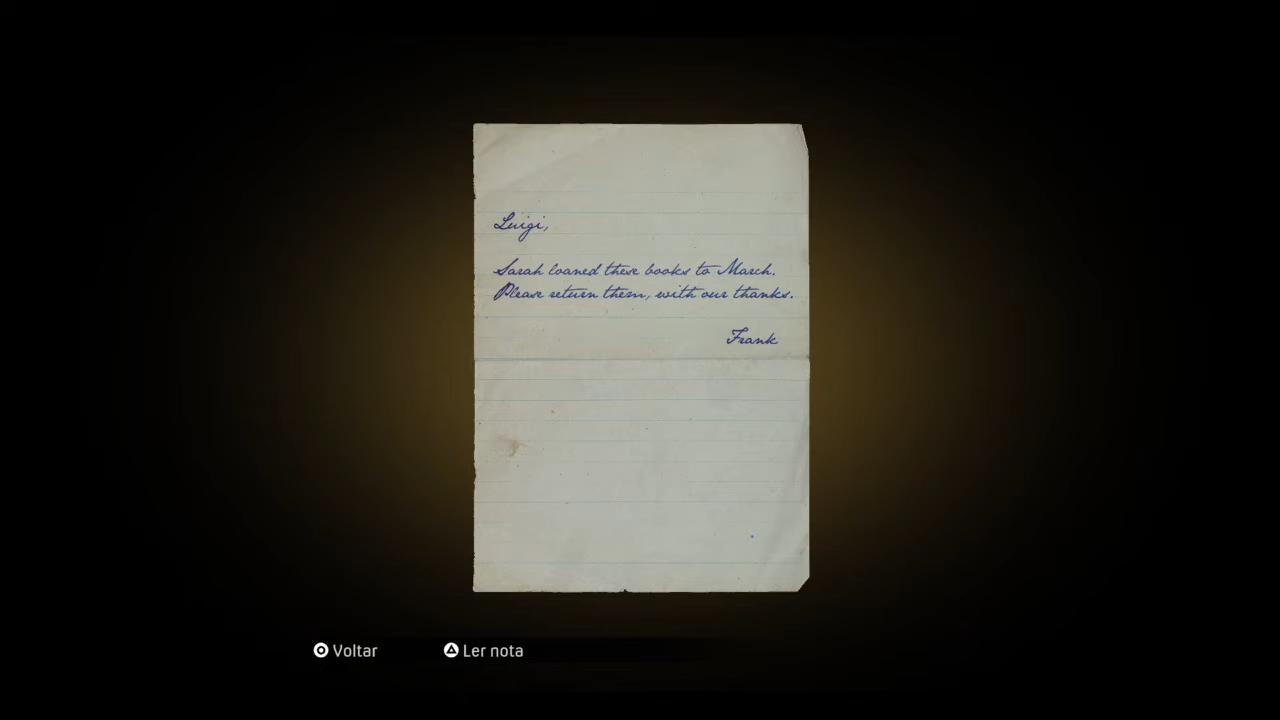 Luigi,
Sarah loaned these books to March.
Please return them, with our thanks.
Frank
Voltar
Ler nota